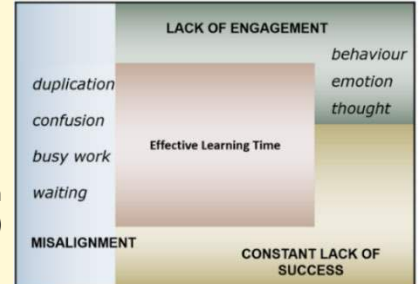 LACK OF ENGAGEMENT
behaviour
emotion
thought
duplication
confusion
busy work
waiting
Effective Learning Time
MISALIGNMENT
CONSTANT LACK OF
SUCCESS